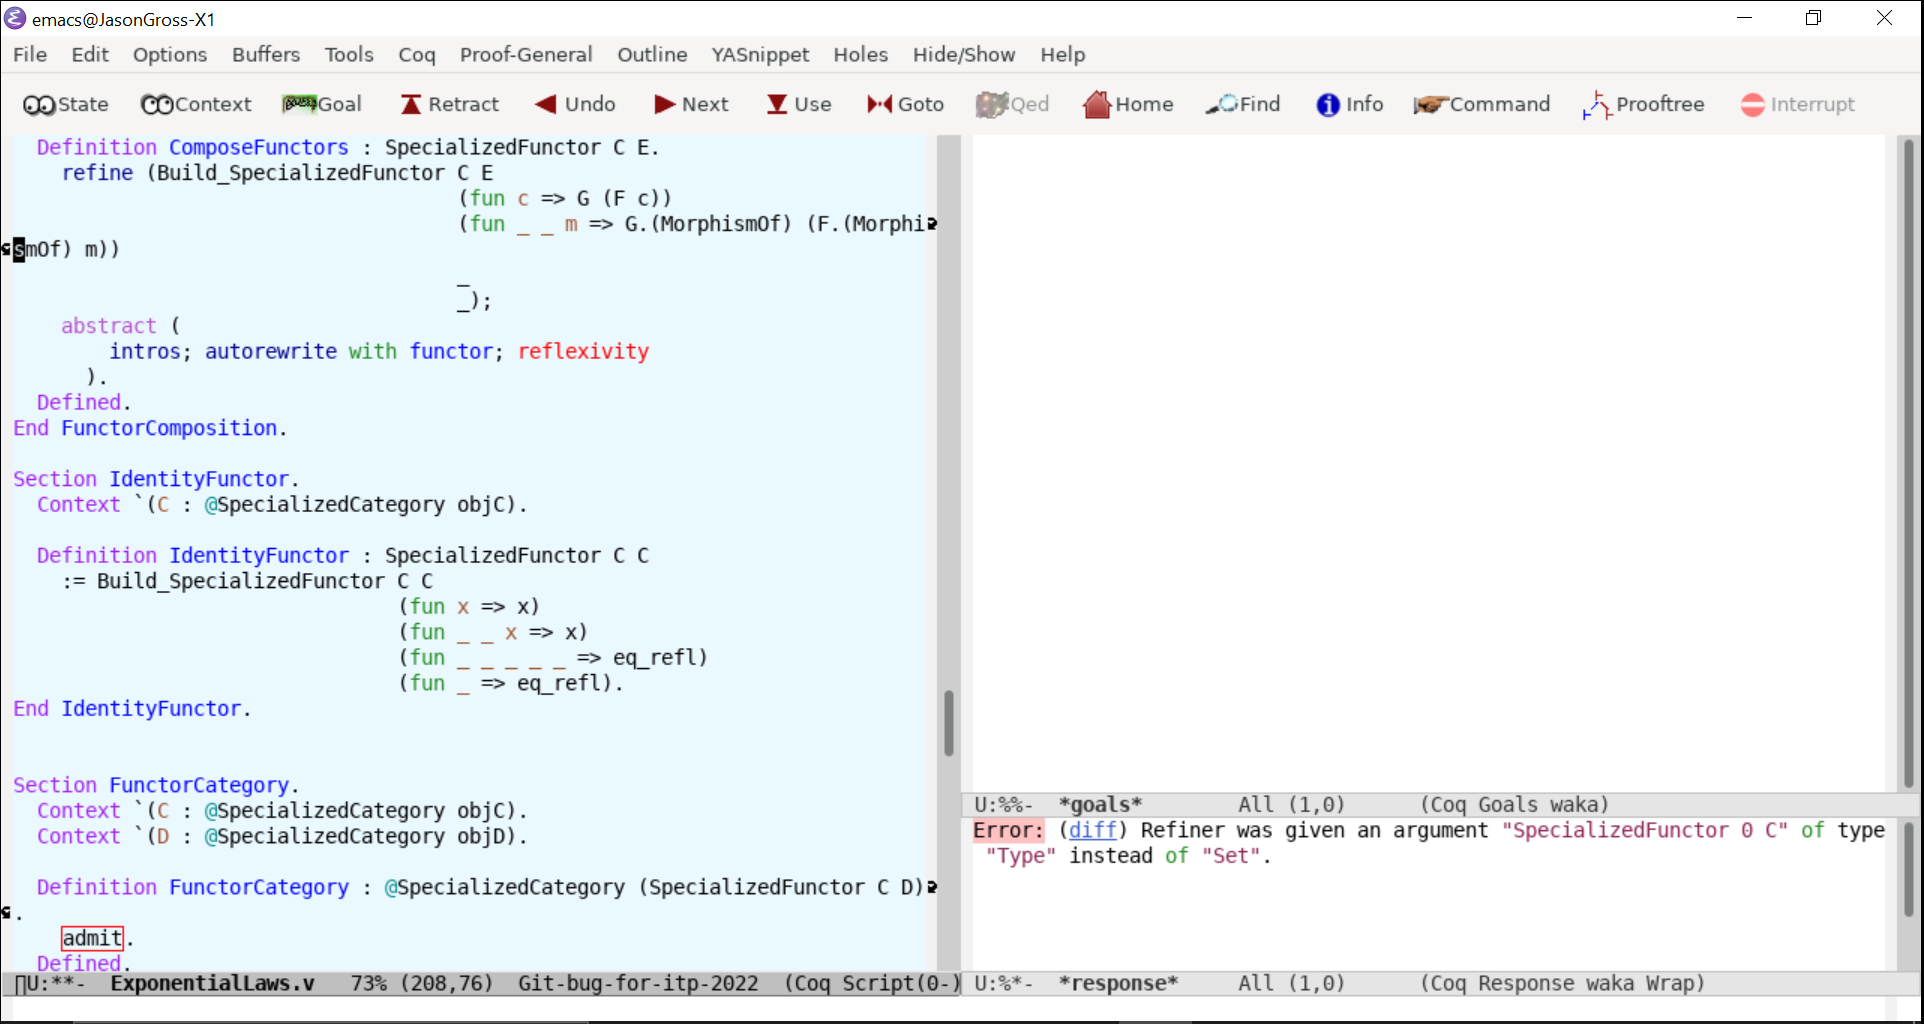 emacs@JasonGross-X1
File Edit Options Buffers Tools Coq Proof-General Outline YASnippet Holes Hide/Show Help
State Context Goal Retract Undo Next Use Goto Qed Home Find Info Command Prooftree Interrupt
Definition ComposeFunctors : SpecializedFunctor C E.
refine (Build_SpecializedFunctor C E
(fun c => G (F c))
(fun _ _ m => G.(MorphismOf) (F.(Morphi
smOf) m))
_
_);
abstract (
intros; autorewrite with functor; reflexivity
).
Defined.
End FunctorComposition.
Section IdentityFunctor.
Context `(C : @SpecializedCategory objC).
Definition IdentityFunctor : SpecializedFunctor C C
:= Build_SpecializedFunctor C C
(fun x => x)
(fun _ _ x => x)
(fun _ _ _ _ _ => eq_refl)
(fun _ => eq_refl).
End IdentityFunctor.
Section FunctorCategory.
Context `(C : @SpecializedCategory objC).
Context `(D : @SpecializedCategory objD).
Definition FunctorCategory : @SpecializedCategory (SpecializedFunctor C D)
.
admit.
Defined.
U:**- ExponentialLaws.v 73% (208,76) Git-bug-for-itp-2022 (Coq Script(0-)
U:%%- *goals* All (1,0) (Coq Goals waka)
Error: (diff) Refiner was given an argument "SpecializedFunctor 0 C" of type
"Type" instead of "Set".
U:%*- *response* All (1,0) (Coq Response waka Wrap)